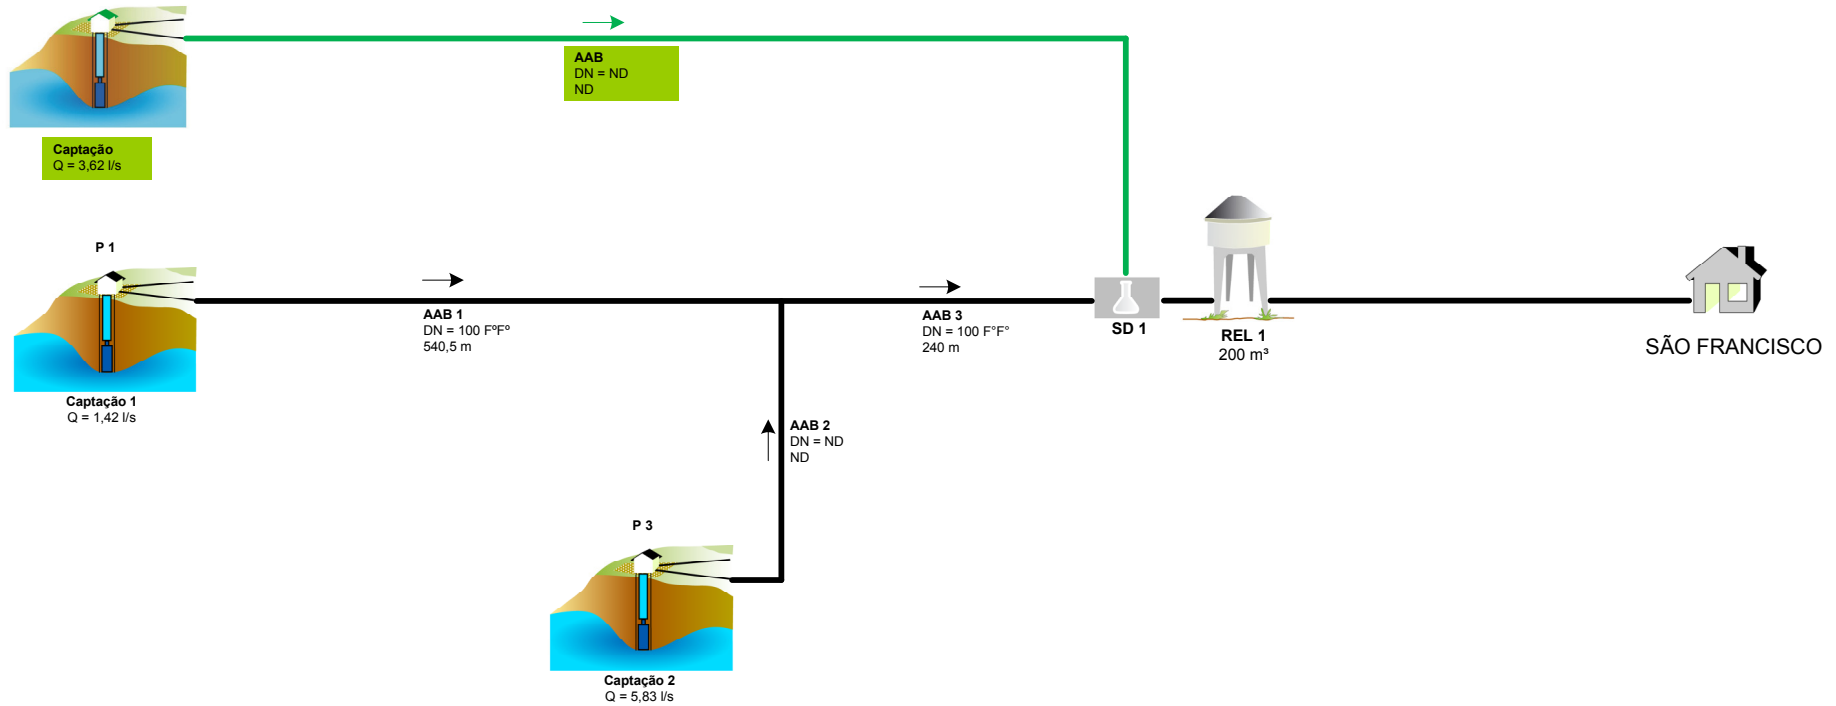 AAB
DN = ND
ND
Captação
Q = 3,62 l/s
P 1
AAB 1
DN = 100 FºFº
540,5 m
Captação 1
Q = 1,42 l/s
AAB 3
DN = 100 F°F°
240 m
SD 1
REL 1
200 m³
SÃO FRANCISCO
AAB 2
DN = ND
ND
P 3
Captação 2
Q = 5,83 l/s